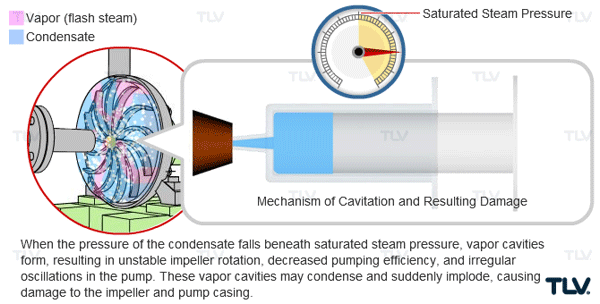 Vapor (flash steam)
Condensate
TLV
Saturated Steam Pressure
TLV
TLV
TLV
TLV
Mechanism of Cavitation and Resulting Damage
When the pressure of the condensate falls beneath saturated steam pressure, vapor cavities
form, resulting in unstable impeller rotation, decreased pumping efficiency, and irregular
oscillations in the pump. These vapor cavities may condense and suddenly implode, causing
damage to the impeller and pump casing.
TLV.